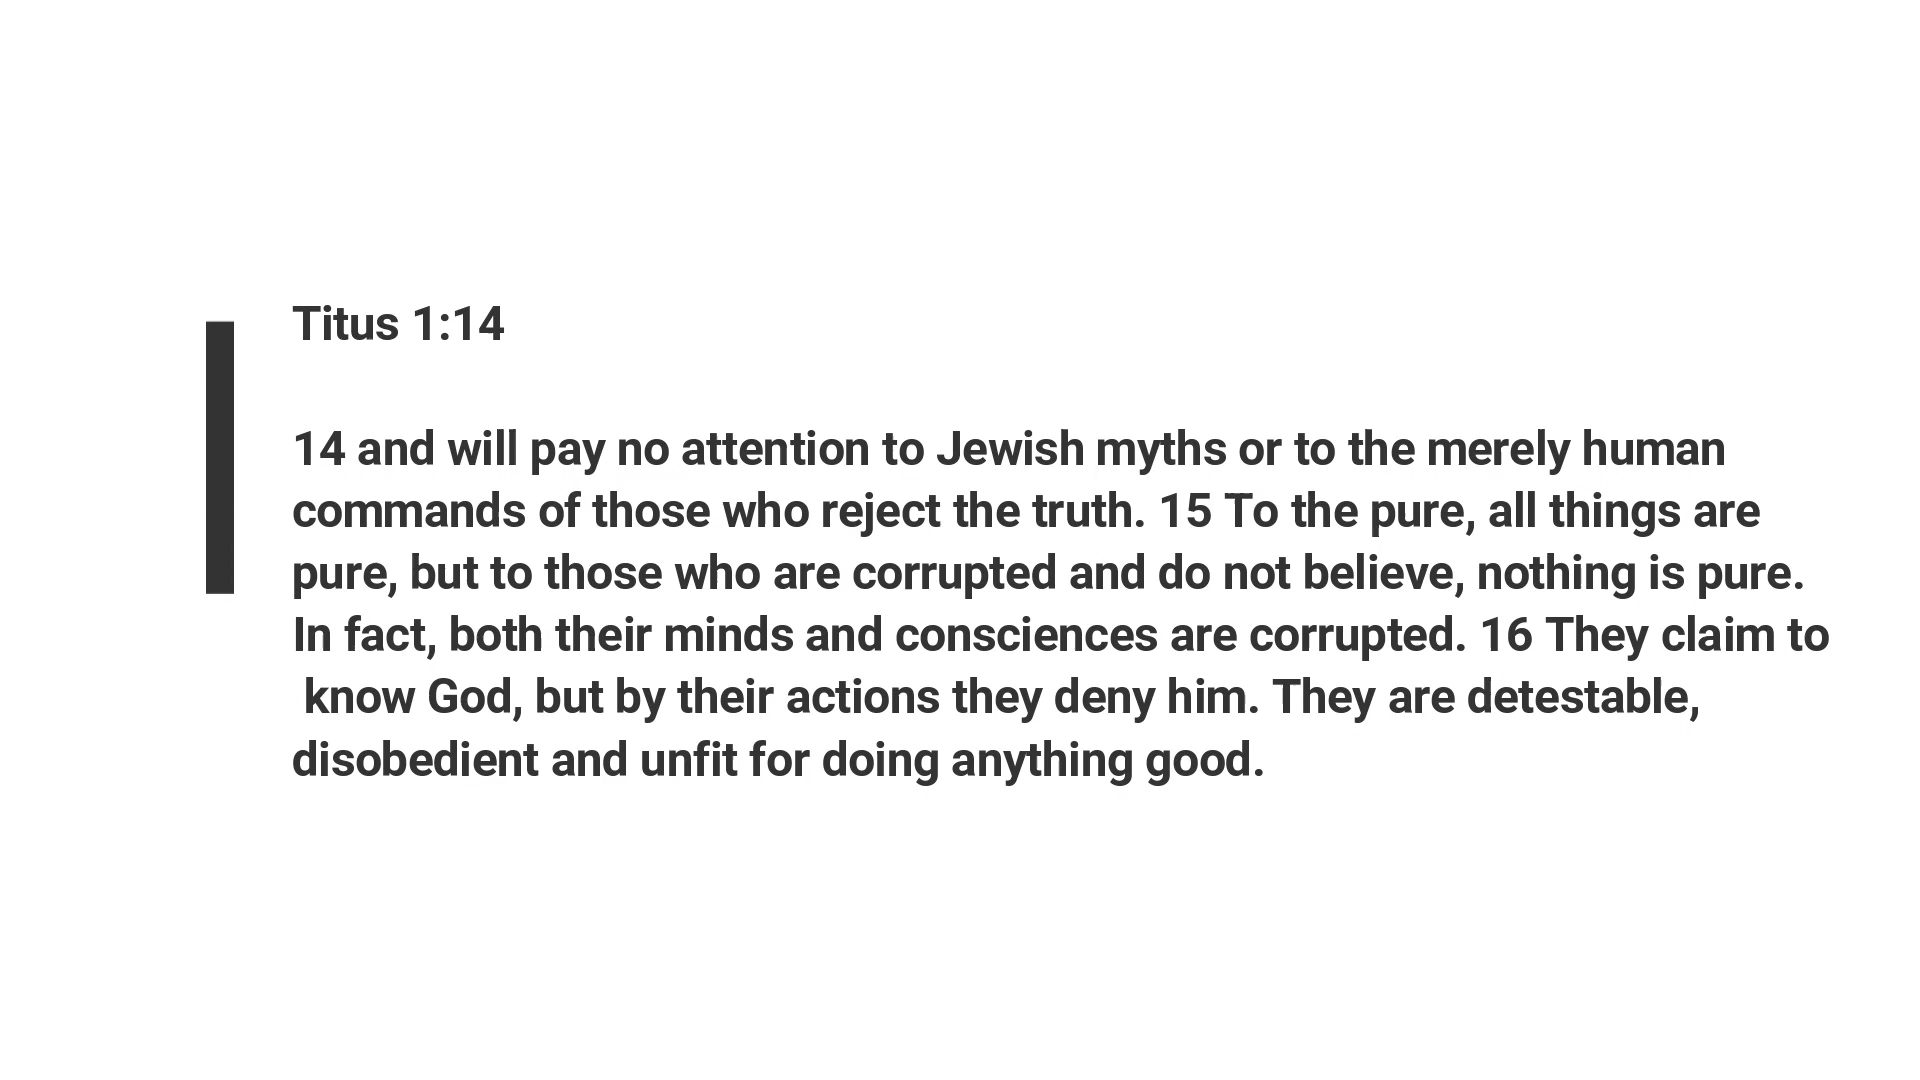 Titus 1:14
14 and will pay no attention to Jewish myths or to the merely human
commands of those who reject the truth. 15 To the pure, all things are
pure, but to those who are corrupted and do not believe, nothing is pure.
In fact, both their minds and consciences are corrupted. 16 They claim to
know God, but by their actions they deny him. They are detestable,
disobedient and unfit for doing anything good.